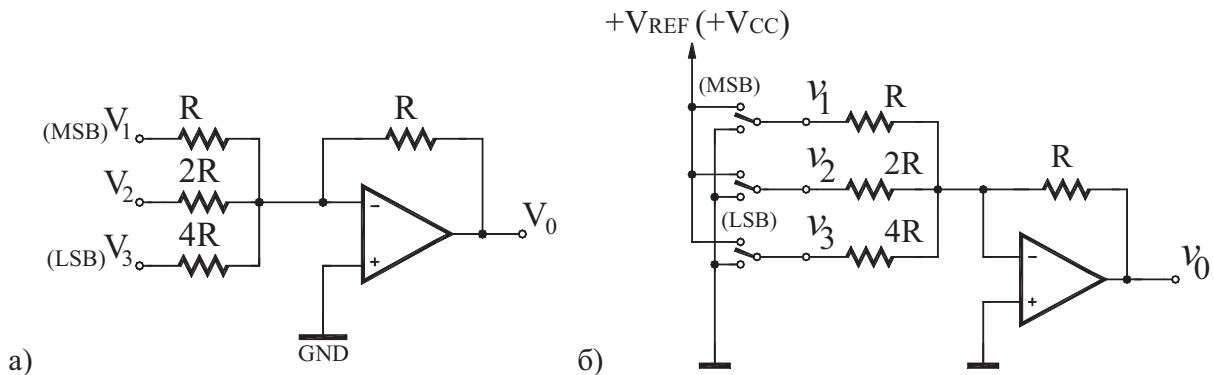 (MSB) V1
R
R
V2
2R
(LSB) V3
4R
−
+
V0
GND
а)
+VREF (+VCC)
(MSB)
v1
R
v2
2R
R
(LSB)
v3
4R
−
+
v0
б)